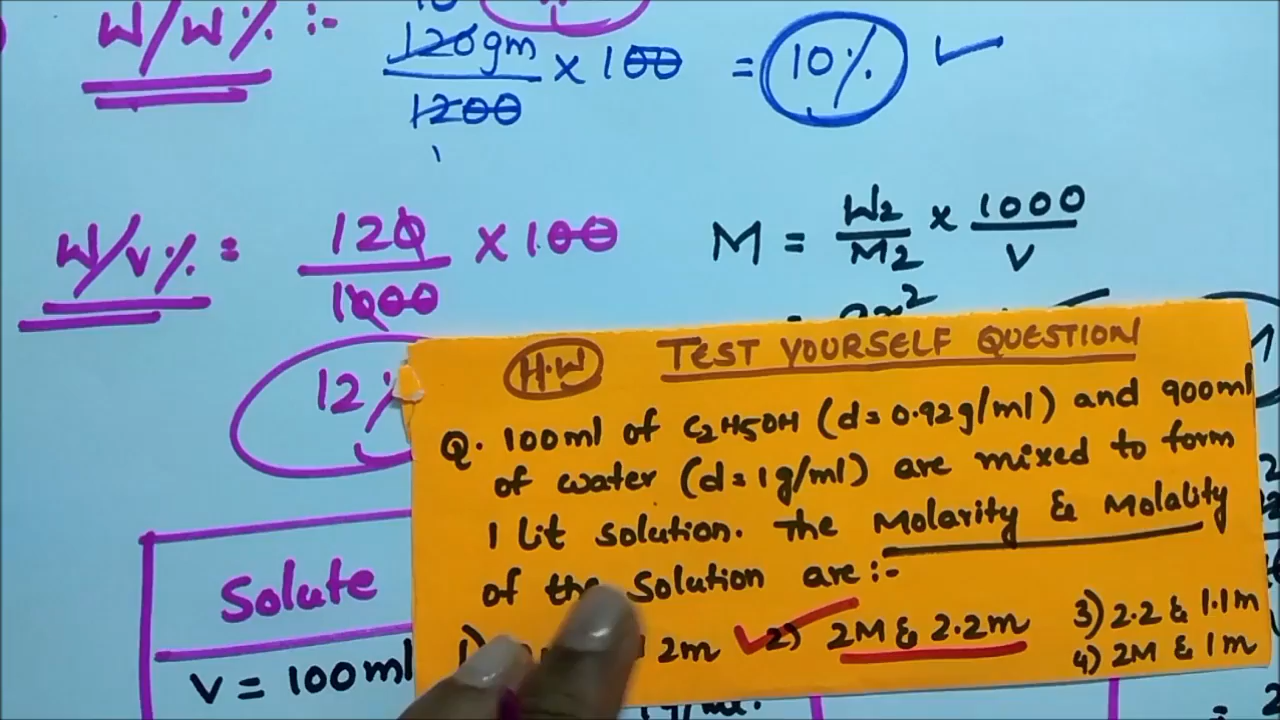 W/W% :-
120gm
1200
× 100 = 10%
W/V% = 120
1000
× 100
12%
M = W2
M2
× 1000
V
H.W TEST YOURSELF QUESTION
Q. 100ml of C2H5OH (d=0.92g/ml) and 900ml
of water (d=1g/ml) are mixed to form
1 lit solution. The Molarity & Molality
of the solution are:-
1) 2m 2) 2M & 2.2m 3) 2.2 & 1.1m
4) 2M & 1m
Solute
V = 100ml